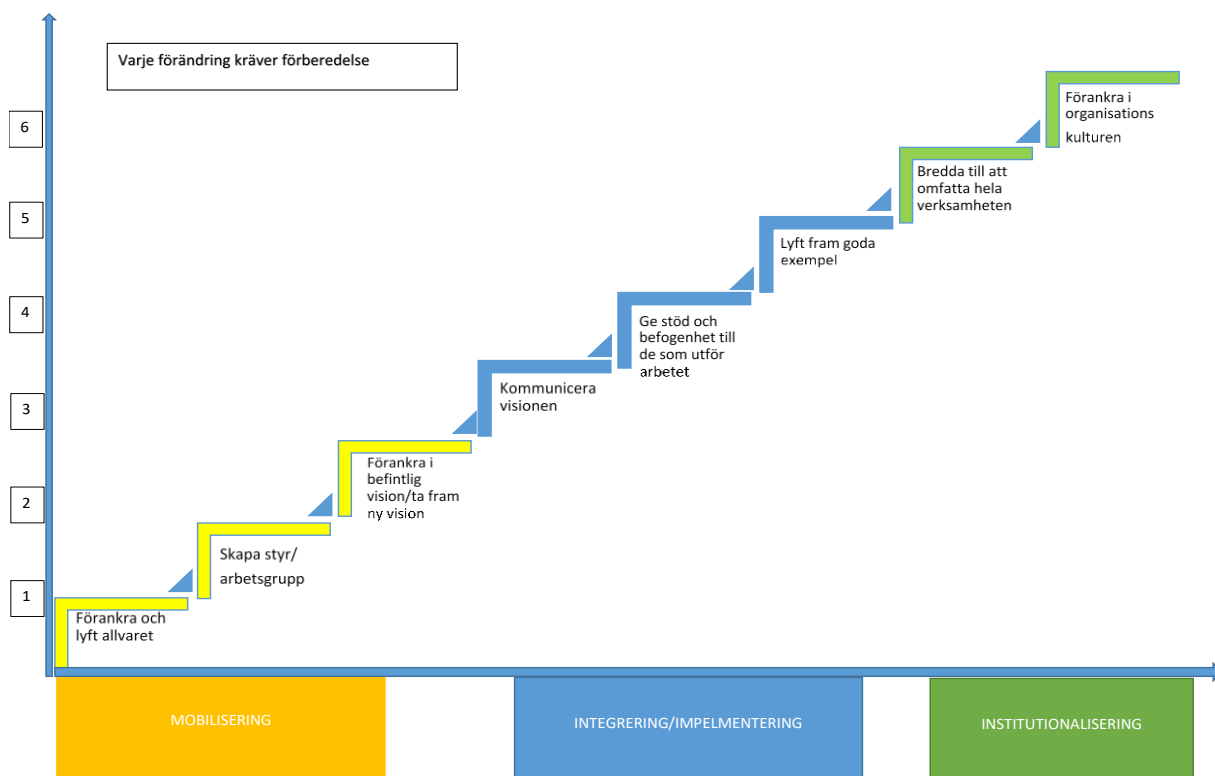 Varje förändring kräver förberedelse
6
5
4
3
2
1
Förankra och
lyft allvaret
Skapa styr/
arbetsgrupp
Förankra i
befintlig
vision/ta fram
ny vision
Kommunicera
visionen
Ge stöd och
befogenhet till
de som utför
arbetet
Lyft fram goda
exempel
Bredda till att
omfatta hela
verksamheten
Förankra i
organisations
kulturen
MOBILISERING
INTEGRERING/IMPELMENTERING
INSTITUTIONALISERING